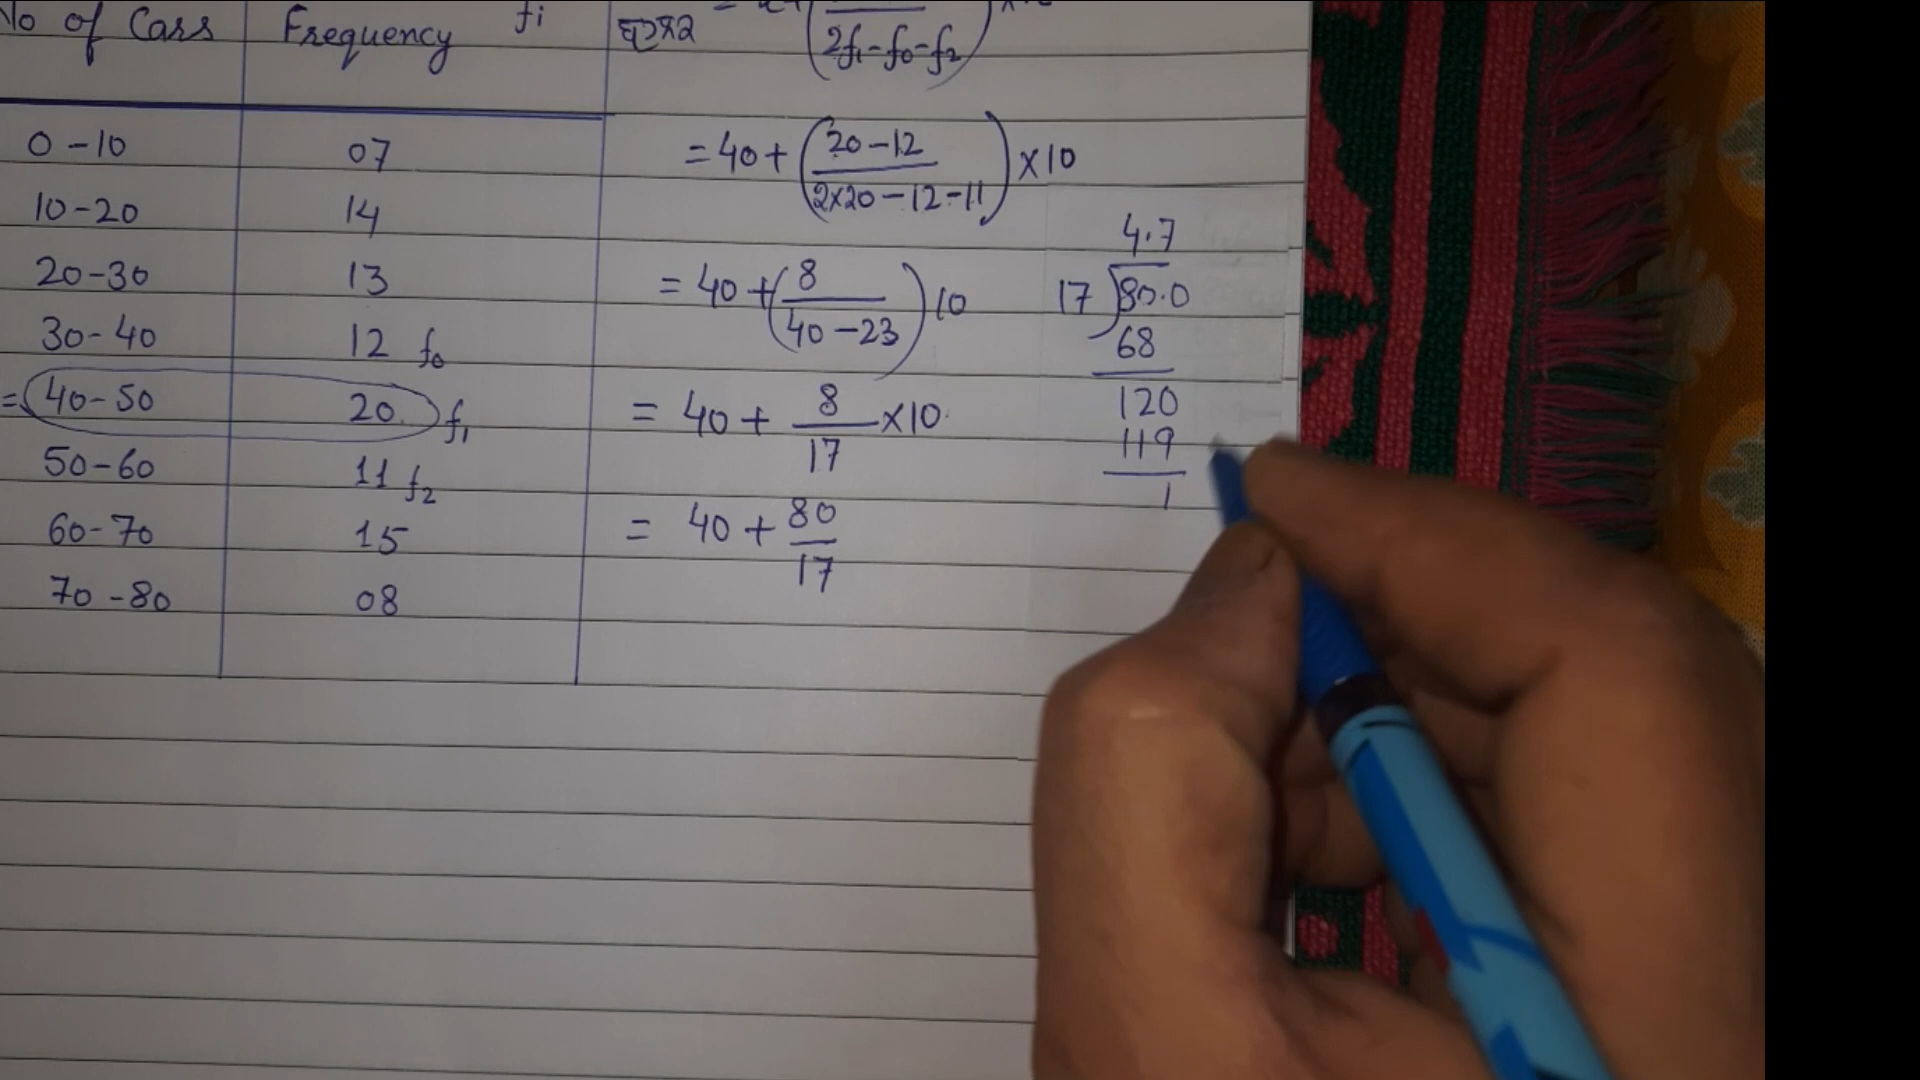 No of Cars Frequency fi
2f₁-f₀-f₂
0-10 07
10-20 14
20-30 13
30-40 12 f₀
= 40-50 20 f₁
50-60 11 f₂
60-70 15
70-80 08
= 40 + (20-12 / 2×20-12-11) × 10
= 40 + (8 / 40-23) 10
= 40 + 8/17 ×10
= 40 + 80/17
4.7
17 ) 80.0
68
120
119
1